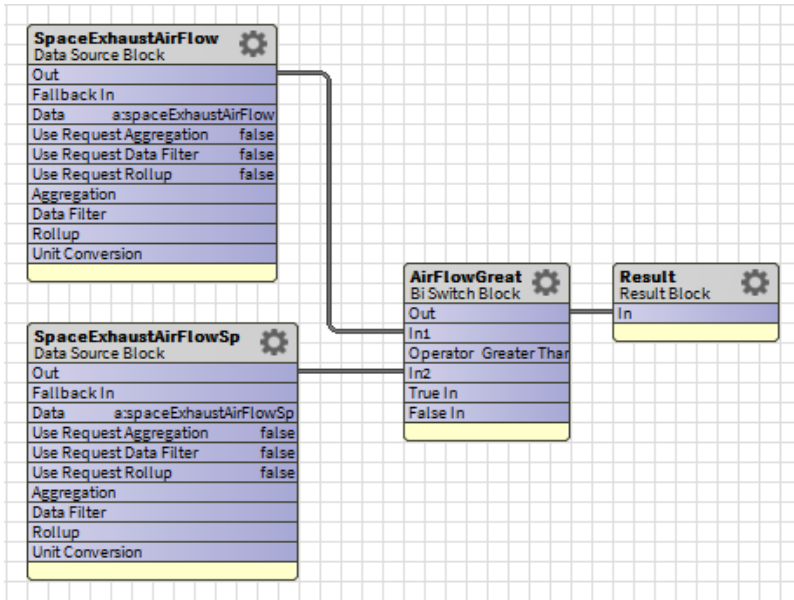 SpaceExhaustAirFlow
Data Source Block
Out
Fallback In
Data a:spaceExhaustAirFlow
Use Request Aggregation false
Use Request Data Filter false
Use Request Rollup false
Aggregation
Data Filter
Rollup
Unit Conversion
SpaceExhaustAirFlowSp
Data Source Block
Out
Fallback In
Data a:spaceExhaustAirFlowSp
Use Request Aggregation false
Use Request Data Filter false
Use Request Rollup false
Aggregation
Data Filter
Rollup
Unit Conversion
AirFlowGreat
Bi Switch Block
Out
In1
Operator Greater Than
In2
True In
False In
Result
Result Block
In